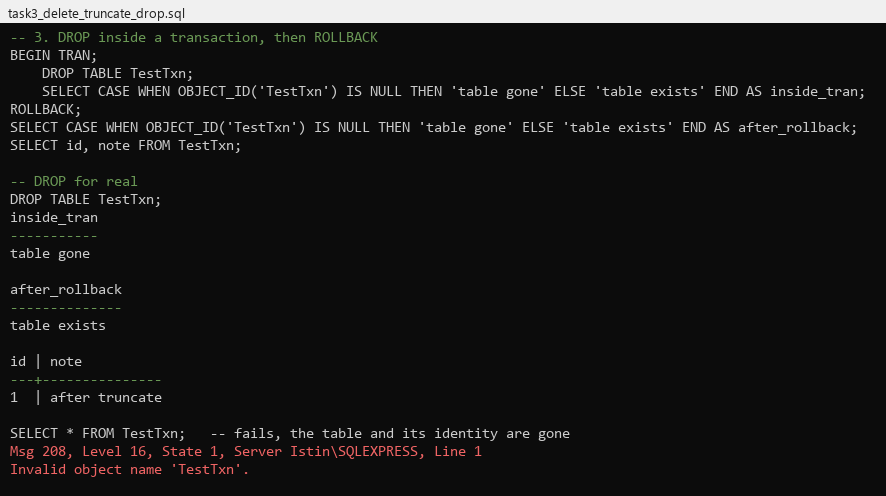 task3_delete_truncate_drop.sql
-- 3. DROP inside a transaction, then ROLLBACK
BEGIN TRAN;
    DROP TABLE TestTxn;
    SELECT CASE WHEN OBJECT_ID('TestTxn') IS NULL THEN 'table gone' ELSE 'table exists' END AS inside_tran;
ROLLBACK;
SELECT CASE WHEN OBJECT_ID('TestTxn') IS NULL THEN 'table gone' ELSE 'table exists' END AS after_rollback;
SELECT id, note FROM TestTxn;

-- DROP for real
DROP TABLE TestTxn;
inside_tran
-----------
table gone

after_rollback
--------------
table exists

id | note
---+---------------
1  | after truncate

SELECT * FROM TestTxn;   -- fails, the table and its identity are gone
Msg 208, Level 16, State 1, Server Istin\SQLEXPRESS, Line 1
Invalid object name 'TestTxn'.